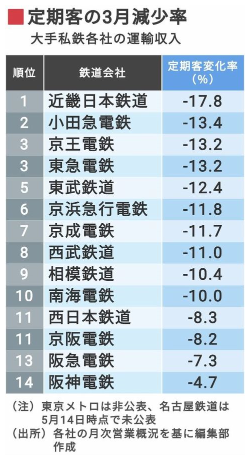 ■定期客の3月減少率
大手私鉄各社の運輸収入
順位 鉄道会社 定期客変化率(%)
1 近畿日本鉄道 -17.8
2 小田急電鉄 -13.4
3 京王電鉄 -13.2
3 東急電鉄 -13.2
5 東武鉄道 -12.4
6 京浜急行電鉄 -11.8
7 京成電鉄 -11.7
8 西武鉄道 -11.0
9 相模鉄道 -10.4
10 南海電鉄 -10.0
11 西日本鉄道 -8.3
11 京阪電鉄 -8.2
13 阪急電鉄 -7.3
14 阪神電鉄 -4.7
(注)東京メトロは非公表、名古屋鉄道は
5月14日時点で未公表
(出所)各社の月次営業概況を基に編集部
作成